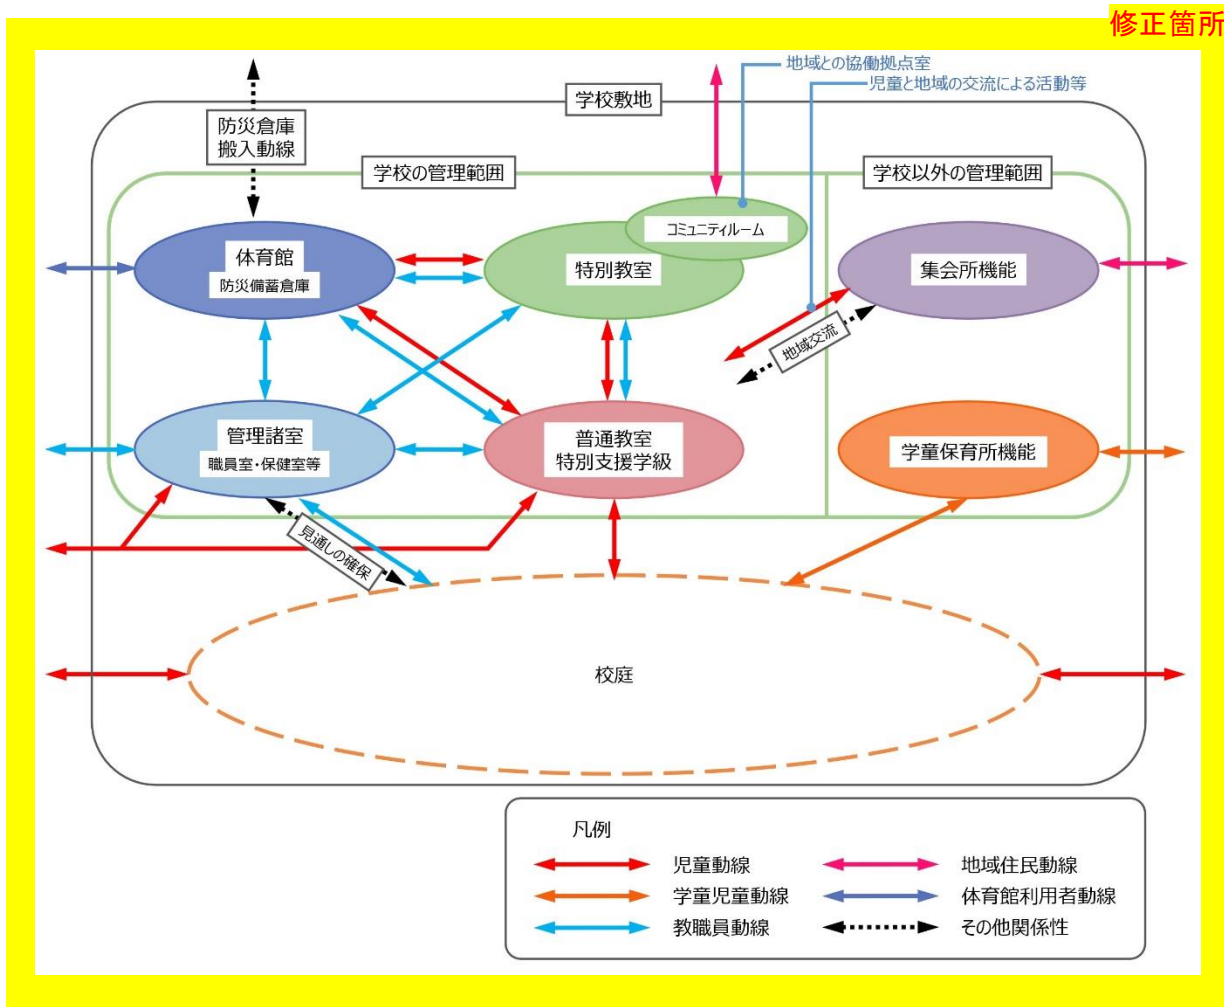 修正箇所
地域との協働拠点室
児童と地域の交流による活動等
学校敷地
防災倉庫
搬入動線
学校の管理範囲
学校以外の管理範囲
体育館
防災備蓄倉庫
コミュニティルーム
特別教室
集会所機能
地域交流
管理諸室
職員室・保健室等
普通教室
特別支援学級
学童保育所機能
見通しの確保
校庭
凡例
児童動線
地域住民動線
学童児童動線
体育館利用者動線
教職員動線
その他関係性